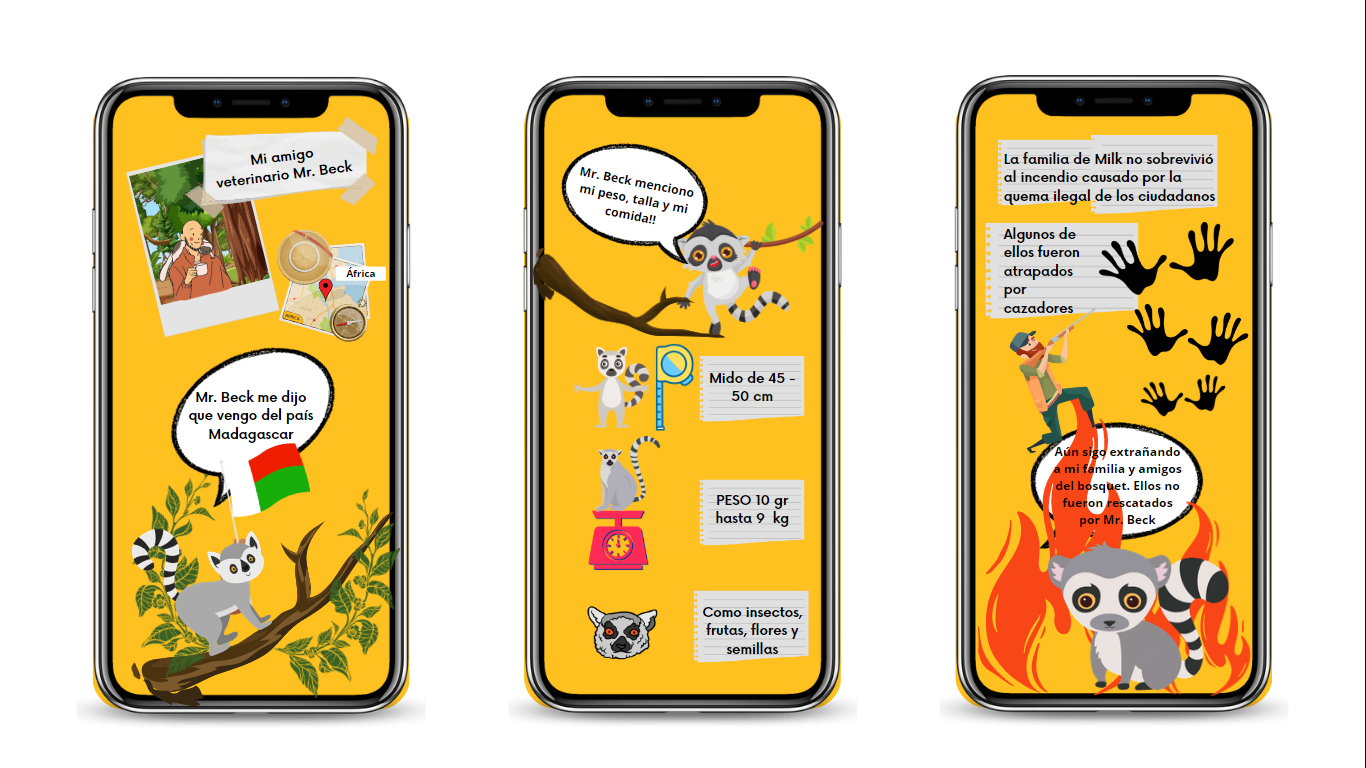 Mi amigo
veterinario Mr. Beck
África
Mr. Beck me dijo
que vengo del país
Madagascar
Mr. Beck menciono
mi peso, talla y mi
comida!!
Mido de 45 -
50 cm
PESO 10 gr
hasta 9 kg
Como insectos,
frutas, flores y
semillas
La familia de Milk no sobrevivió
al incendio causado por la
quema ilegal de los ciudadanos
Algunos de
ellos fueron
atrapados
por
cazadores
Aún sigo extrañando
a mi familia y amigos
del bosquet. Ellos no
fueron rescatados
por Mr. Beck